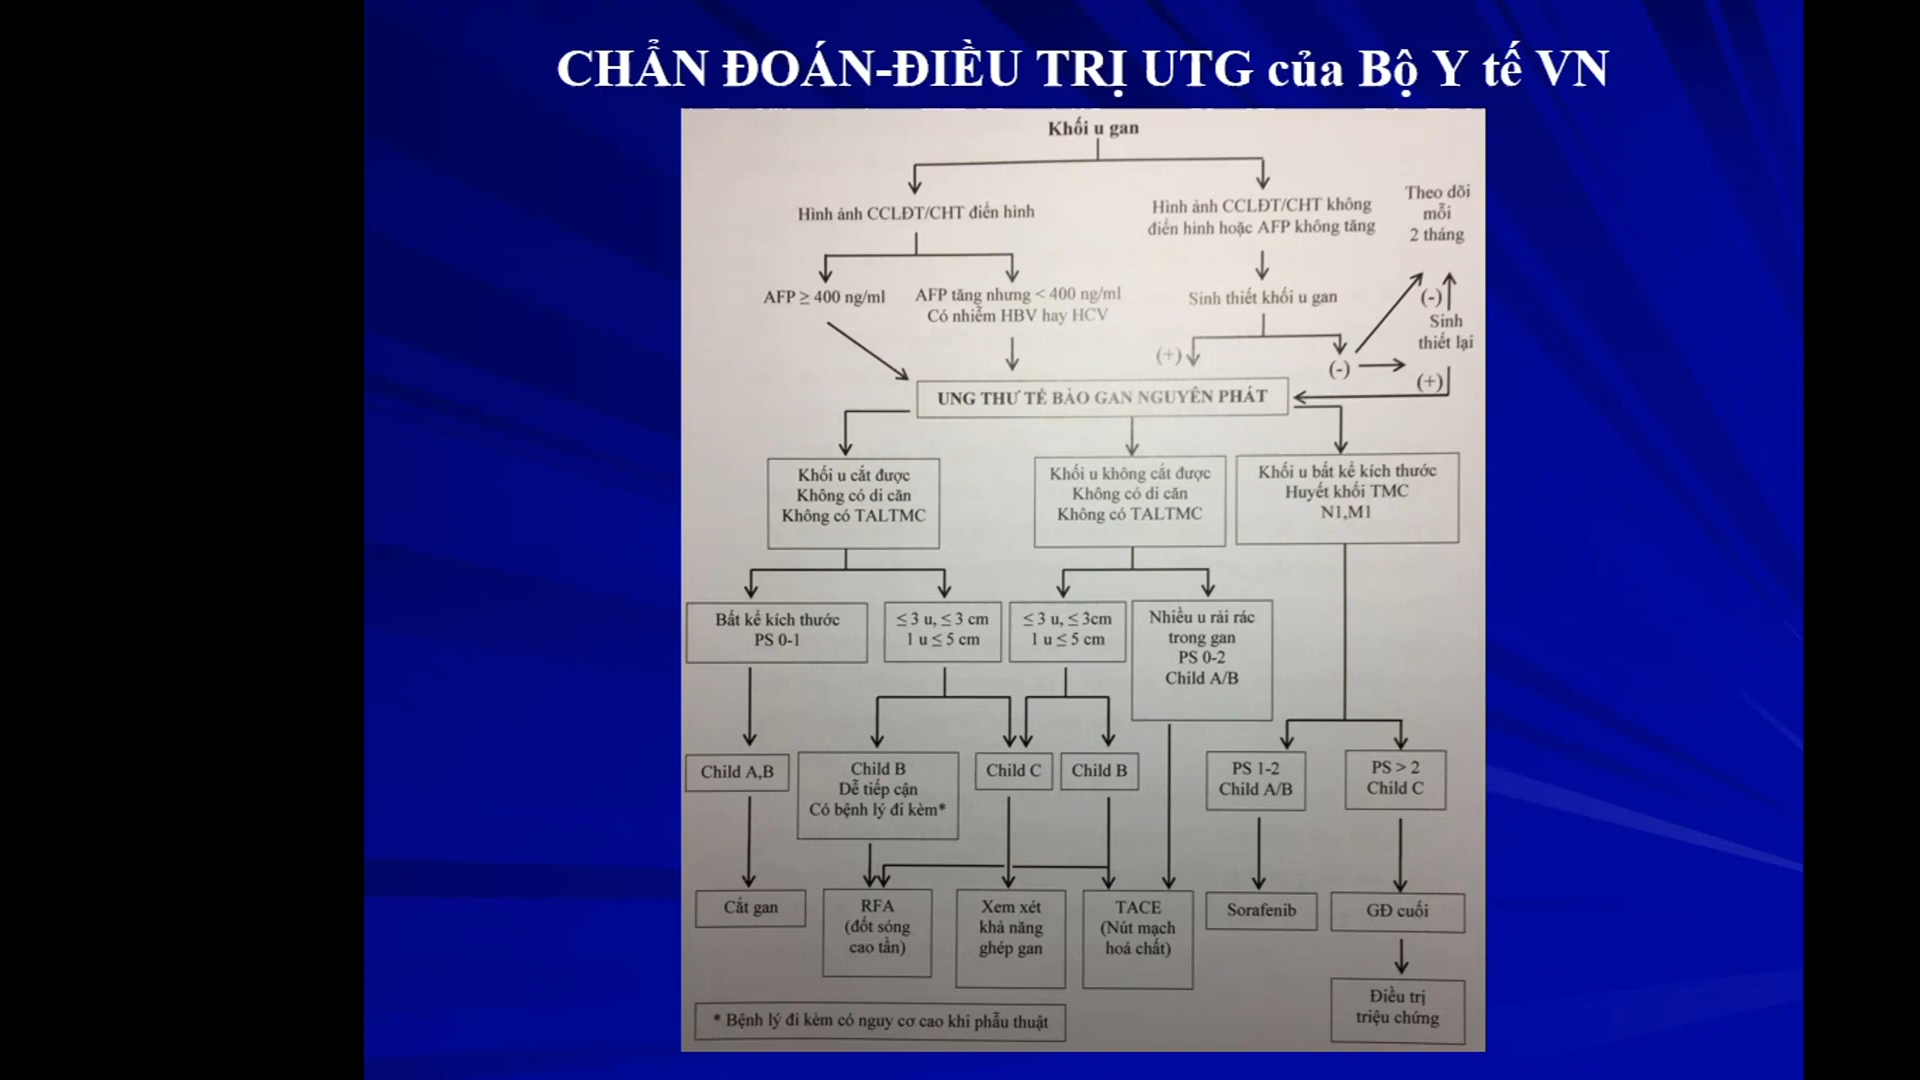 CHẨN ĐOÁN-ĐIỀU TRỊ UTG của Bộ Y tế VN
Khối u gan
Hình ảnh CCLĐT/CHT điển hình
Hình ảnh CCLĐT/CHT không
điển hình hoặc AFP không tăng
Theo dõi
mỗi
2 tháng
AFP ≥ 400 ng/ml
AFP tăng nhưng < 400 ng/ml
Có nhiễm HBV hay HCV
Sinh thiết khối u gan
(-)
Sinh
thiết lại
(+)
(-)
(+)
UNG THƯ TẾ BÀO GAN NGUYÊN PHÁT
Khối u cắt được
Không có di căn
Không có TALTMC
Khối u không cắt được
Không có di căn
Không có TALTMC
Khối u bất kể kích thước
Huyết khối TMC
N1,M1
Bất kể kích thước
PS 0-1
≤ 3 u, ≤ 3 cm
1 u ≤ 5 cm
≤ 3 u, ≤ 3cm
1 u ≤ 5 cm
Nhiều u rải rác
trong gan
PS 0-2
Child A/B
Child A,B
Child B
Dễ tiếp cận
Có bệnh lý đi kèm*
Child C
Child B
PS 1-2
Child A/B
PS > 2
Child C
Cắt gan
RFA
(đốt sóng
cao tần)
Xem xét
khả năng
ghép gan
TACE
(Nút mạch
hoá chất)
Sorafenib
GĐ cuối
Điều trị
triệu chứng
* Bệnh lý đi kèm có nguy cơ cao khi phẫu thuật